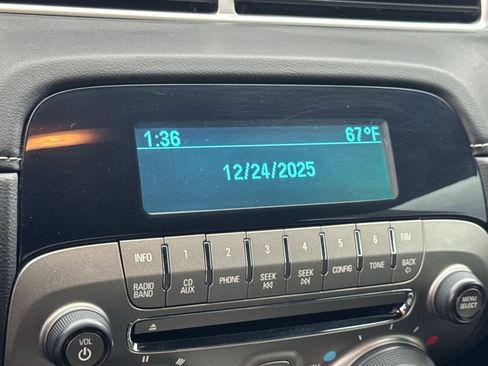 1:36 67°F
12/24/2025
INFO 1 2 3 4 5 6 FAV
RADIO BAND CD AUX PHONE SEEK SEEK CONFIG TONE BACK
VOL
MENU SELECT